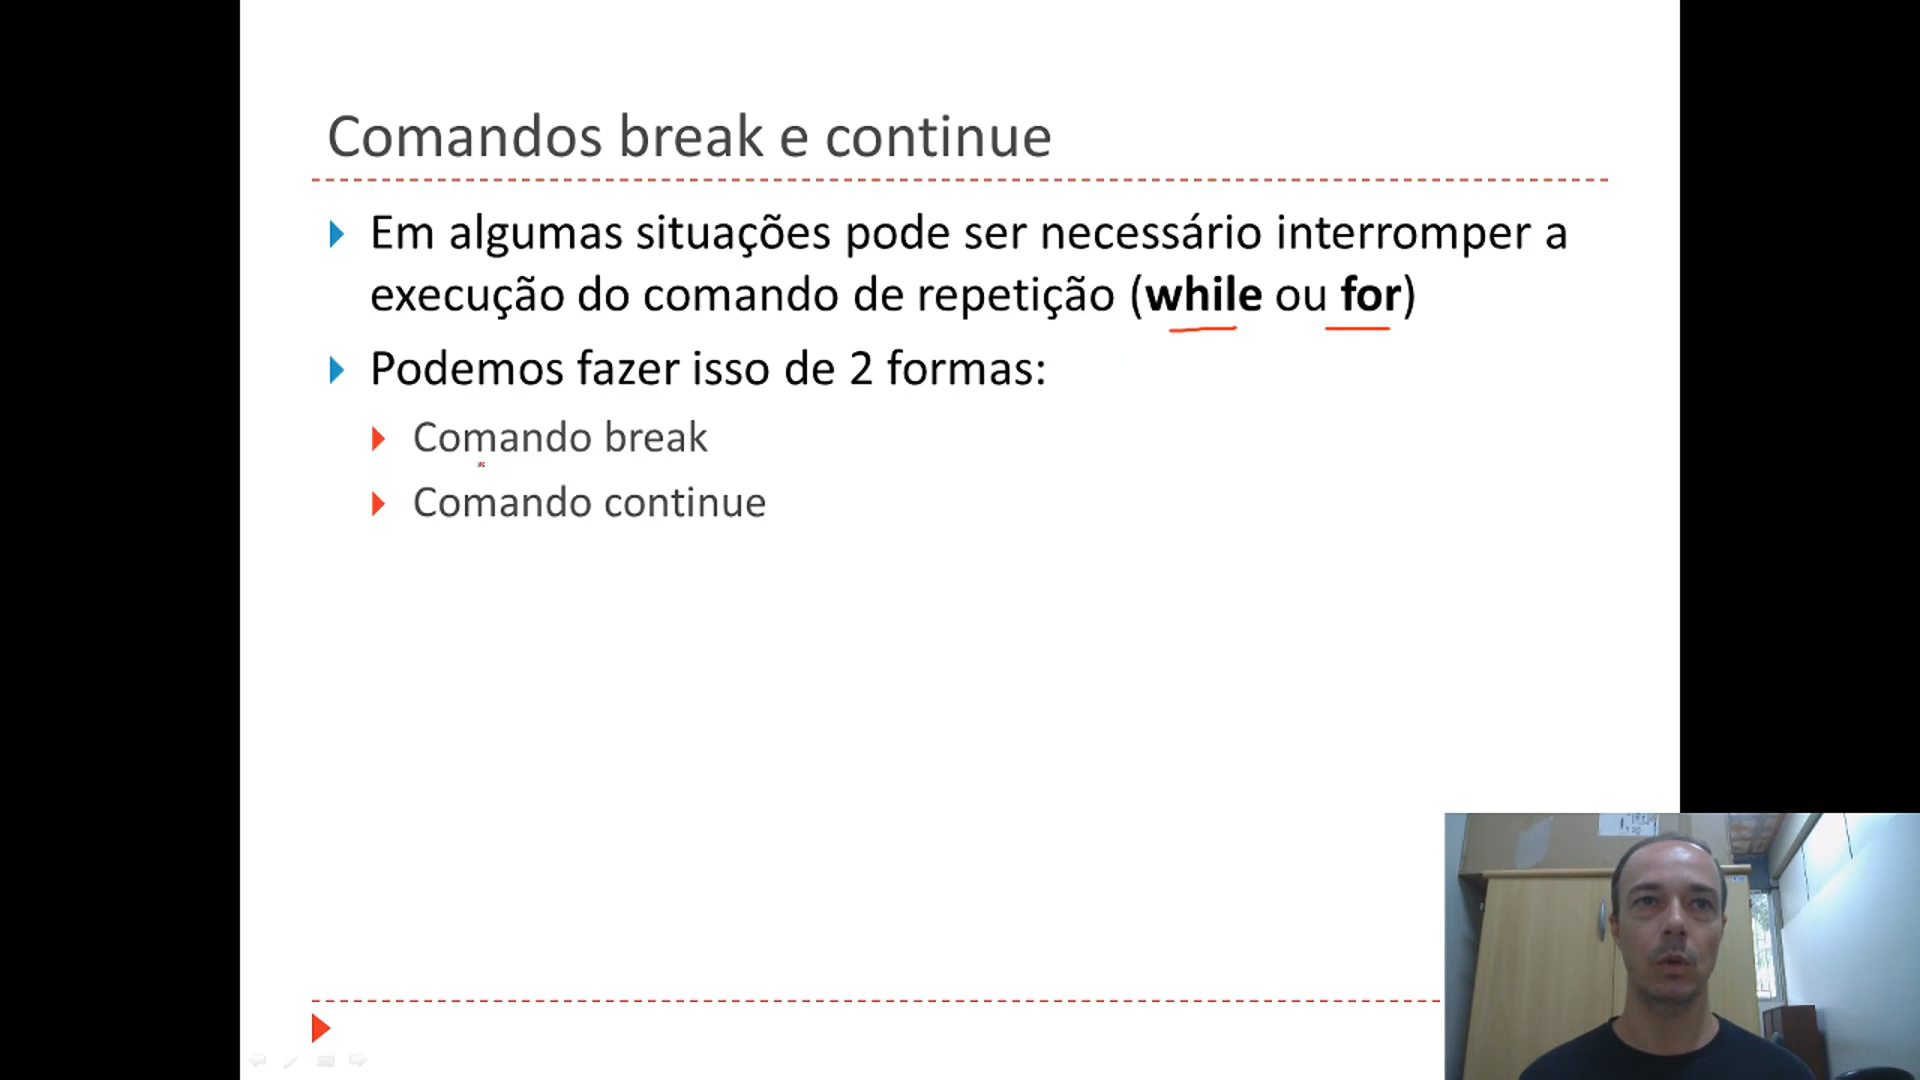 Comandos break e continue
Em algumas situações pode ser necessário interromper a
execução do comando de repetição (while ou for)
Podemos fazer isso de 2 formas:
Comando break
Comando continue